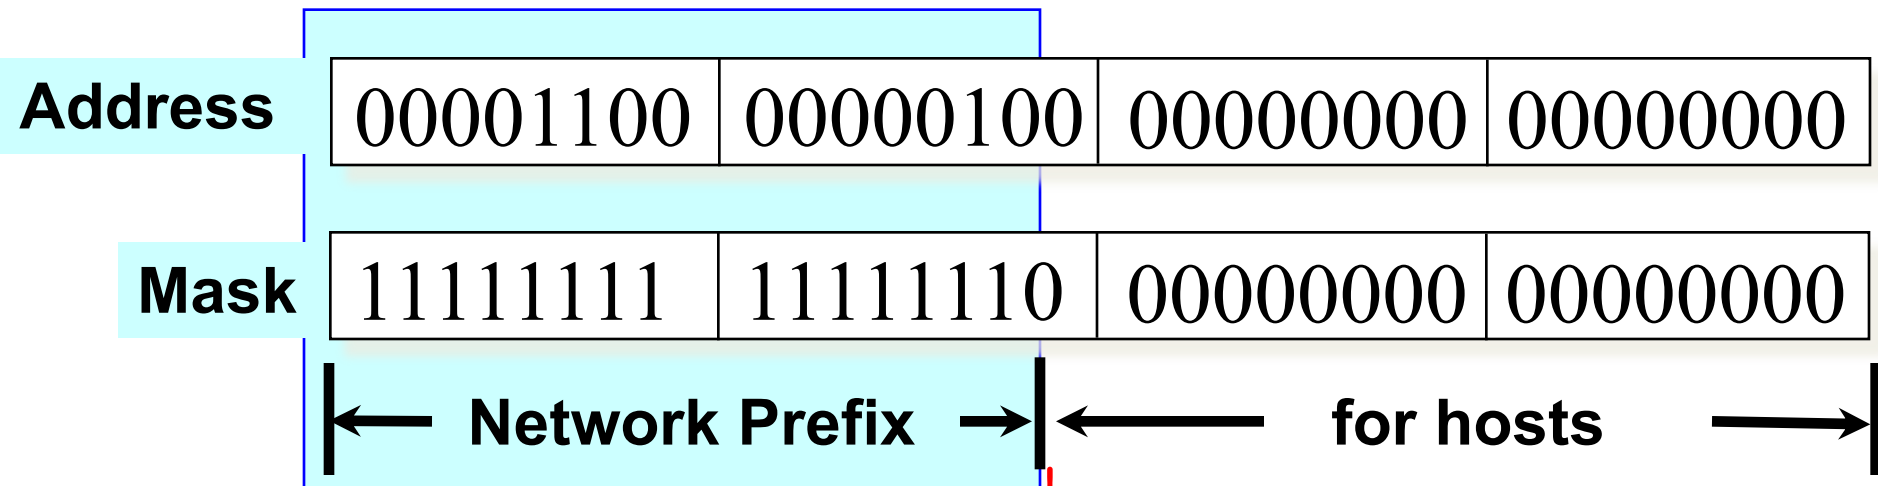 Address 00001100 00000100 00000000 00000000
Mask 11111111 11111110 00000000 00000000
Network Prefix for hosts